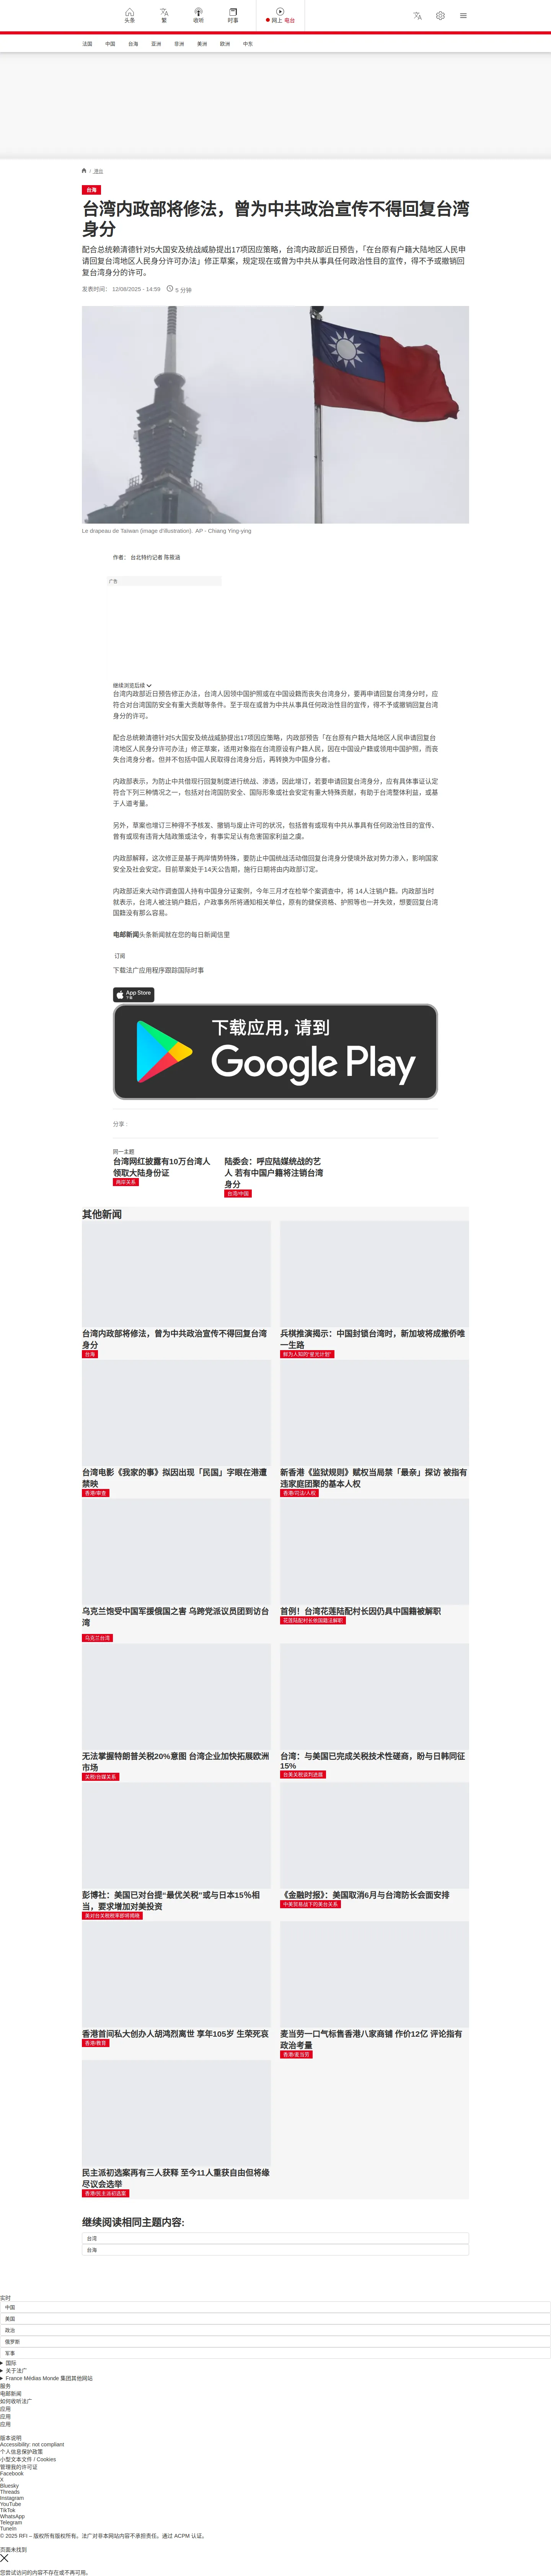 头条
繁
收听
时事
网上 电台
法国 中国 台海 亚洲 非洲 美洲 欧洲 中东
/ 港台
台海
台湾内政部将修法，曾为中共政治宣传不得回复台湾
身分
配合总统赖清德针对5大国安及统战威胁提出17项因应策略，台湾内政部近日预告，「在台原有户籍大陆地区人民申
请回复台湾地区人民身分许可办法」修正草案，规定现在或曾为中共从事具任何政治性目的宣传，得不予或撤销回
复台湾身分的许可。
发表时间： 12/08/2025 - 14:59 5 分钟
Le drapeau de Taïwan (image d'illustration). AP - Chiang Ying-ying
作者： 台北特约记者 陈筱涵
广告
继续浏览后续
台湾内政部近日预告修正办法，台湾人因领中国护照或在中国设籍而丧失台湾身分，要再申请回复台湾身分时，应
符合对台湾国防安全有重大贡献等条件。至于现在或曾为中共从事具任何政治性目的宣传，得不予或撤销回复台湾
身分的许可。
配合总统赖清德针对5大国安及统战威胁提出17项因应策略，内政部预告「在台原有户籍大陆地区人民申请回复台
湾地区人民身分许可办法」修正草案，适用对象指在台湾原设有户籍人民，因在中国设户籍或领用中国护照，而丧
失台湾身分者。但并不包括中国人民取得台湾身分后，再转换为中国身分者。
内政部表示，为防止中共借现行回复制度进行统战、渗透，因此增订，若要申请回复台湾身分，应有具体事证认定
符合下列三种情况之一，包括对台湾国防安全、国际形象或社会安定有重大特殊贡献，有助于台湾整体利益，或基
于人道考量。
另外，草案也增订三种得不予核发、撤销与废止许可的状况，包括曾有或现有中共从事具有任何政治性目的宣传、
曾有或现有违背大陆政策或法令，有事实足认有危害国家利益之虞。
内政部解释，这次修正是基于两岸情势特殊，要防止中国统战活动借回复台湾身分使境外敌对势力渗入，影响国家
安全及社会安定。目前草案处于14天公告期，施行日期将由内政部订定。
内政部近来大动作调查国人持有中国身分证案例，今年三月才在检举个案调查中，将 14人注销户籍。内政部当时
就表示，台湾人被注销户籍后，户政事务所将通知相关单位，原有的健保资格、护照等也一并失效，想要回复台湾
国籍没有那么容易。
电邮新闻头条新闻就在您的每日新闻信里
订阅
下载法广应用程序跟踪国际时事
App Store
下载
下载应用，请到
Google Play
分享 :
同一主题
台湾网红披露有10万台湾人
领取大陆身份证
两岸关系
陆委会：呼应陆媒统战的艺
人 若有中国户籍将注销台湾
身分
台湾/中国
其他新闻
台湾内政部将修法，曾为中共政治宣传不得回复台湾
身分
台海
兵棋推演揭示：中国封锁台湾时，新加坡将成撤侨唯
一生路
鲜为人知的“星光计划”
台湾电影《我家的事》拟因出现「民国」字眼在港遭
禁映
香港/审查
新香港《监狱规则》赋权当局禁「最亲」探访 被指有
违家庭团聚的基本人权
香港/司法/人权
乌克兰饱受中国军援俄国之害 乌跨党派议员团到访台
湾
乌克兰台湾
首例！台湾花莲陆配村长因仍具中国籍被解职
花莲陆配村长依国籍法解职
无法掌握特朗普关税20%意图 台湾企业加快拓展欧洲
市场
关税/台媒关系
台湾：与美国已完成关税技术性磋商，盼与日韩同征
15%
台美关税谈判进展
彭博社：美国已对台提“最优关税”或与日本15%相
当，要求增加对美投资
美对台关税税率即将揭晓
《金融时报》：美国取消6月与台湾防长会面安排
中美贸易战下的美台关系
香港首间私大创办人胡鸿烈离世 享年105岁 生荣死哀
香港/教育
麦当劳一口气标售香港八家商铺 作价12亿 评论指有
政治考量
香港/麦当劳
民主派初选案再有三人获释 至今11人重获自由但将缘
尽议会选举
香港/民主派初选案
继续阅读相同主题内容:
台湾
台海
实时
中国
美国
政治
俄罗斯
军事
国际
关于法广
France Médias Monde 集团其他网站
服务
电邮新闻
如何收听法广
应用
应用
应用
版本说明
Accessibility: not compliant
个人信息保护政策
小型文本文件 / Cookies
管理我的许可证
Facebook
X
Bluesky
Threads
Instagram
YouTube
TikTok
WhatsApp
Telegram
TuneIn
© 2025 RFI – 版权所有版权所有。法广对非本网站内容不承担责任。通过 ACPM 认证。
页面未找到
您尝试访问的内容不存在或不再可用。